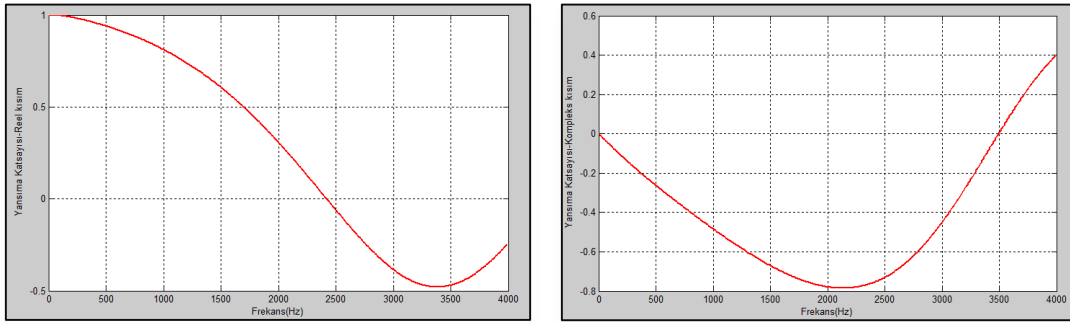 1
0.5
0
-0.5
0 500 1000 1500 2000 2500 3000 3500 4000
Frekans(Hz)
Yansıma Katsayısı-Reel kısım
0.6
0.4
0.2
0
-0.2
-0.4
-0.6
-0.8
0 500 1000 1500 2000 2500 3000 3500 4000
Frekans(Hz)
Yansıma Katsayısı-Kompleks kısım